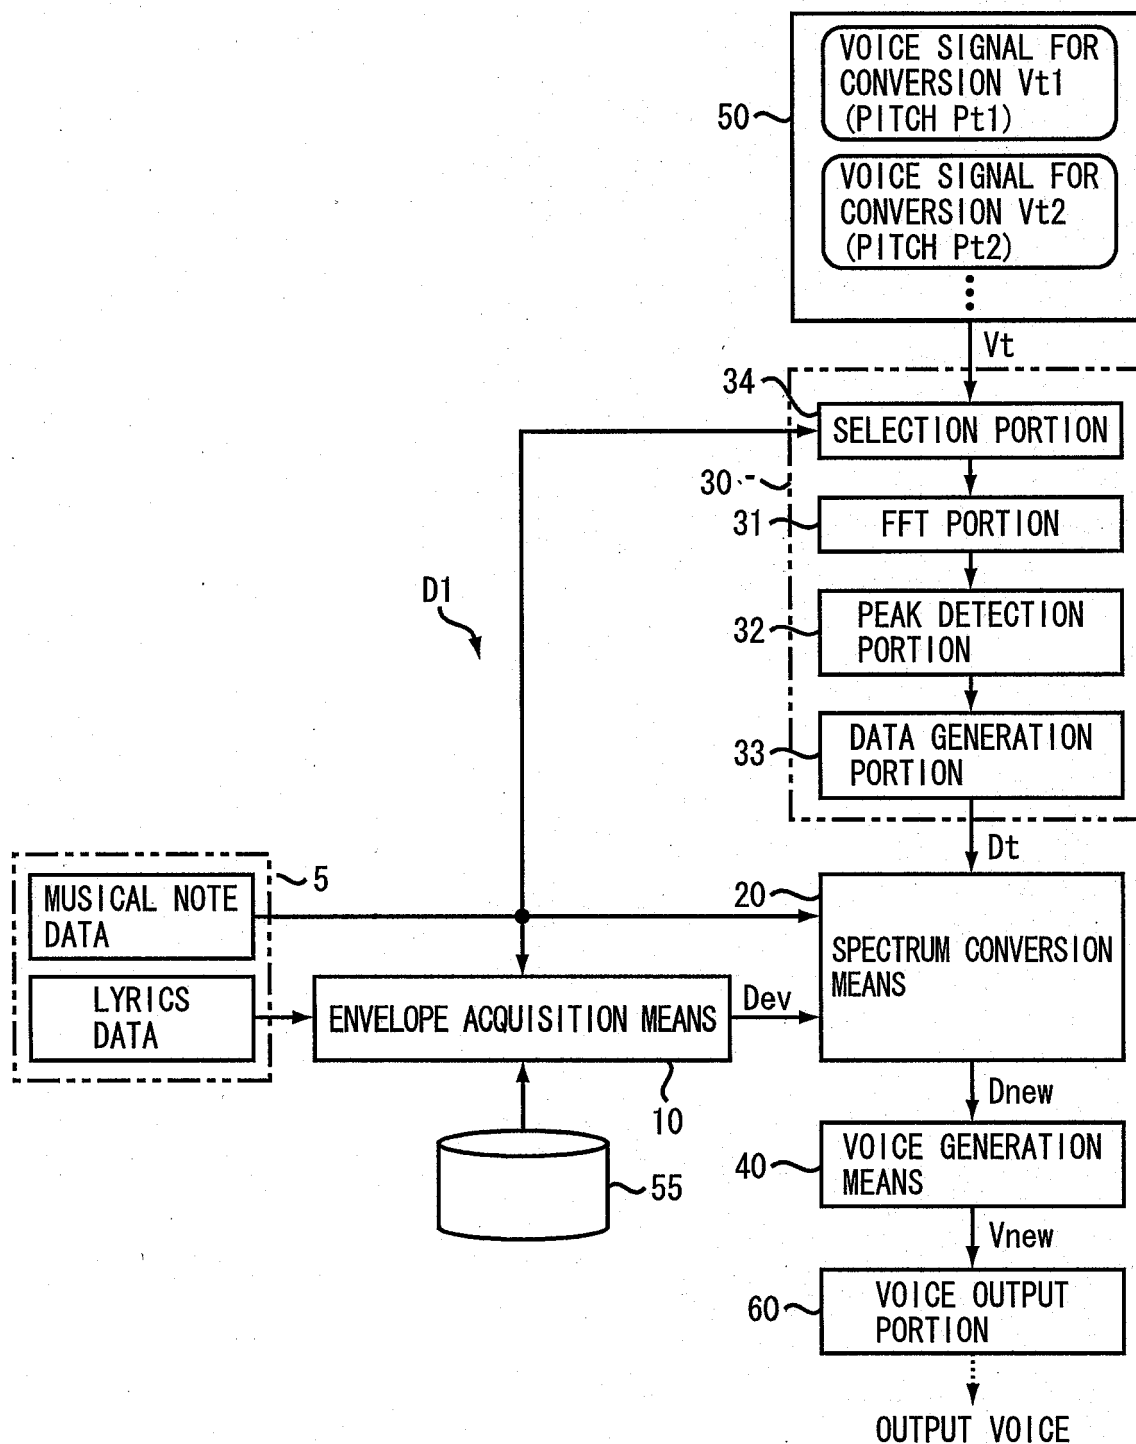 VOICE SIGNAL FOR
CONVERSION Vt1
(PITCH Pt1)
50
VOICE SIGNAL FOR
CONVERSION Vt2
(PITCH Pt2)
Vt
34
SELECTION PORTION
30
31
FFT PORTION
D1
32
PEAK DETECTION
PORTION
33
DATA GENERATION
PORTION
Dt
5
MUSICAL NOTE
DATA
20
SPECTRUM CONVERSION
MEANS
LYRICS
DATA
ENVELOPE ACQUISITION MEANS
Dev
10
Dnew
55
40
VOICE GENERATION
MEANS
Vnew
60
VOICE OUTPUT
PORTION
OUTPUT VOICE